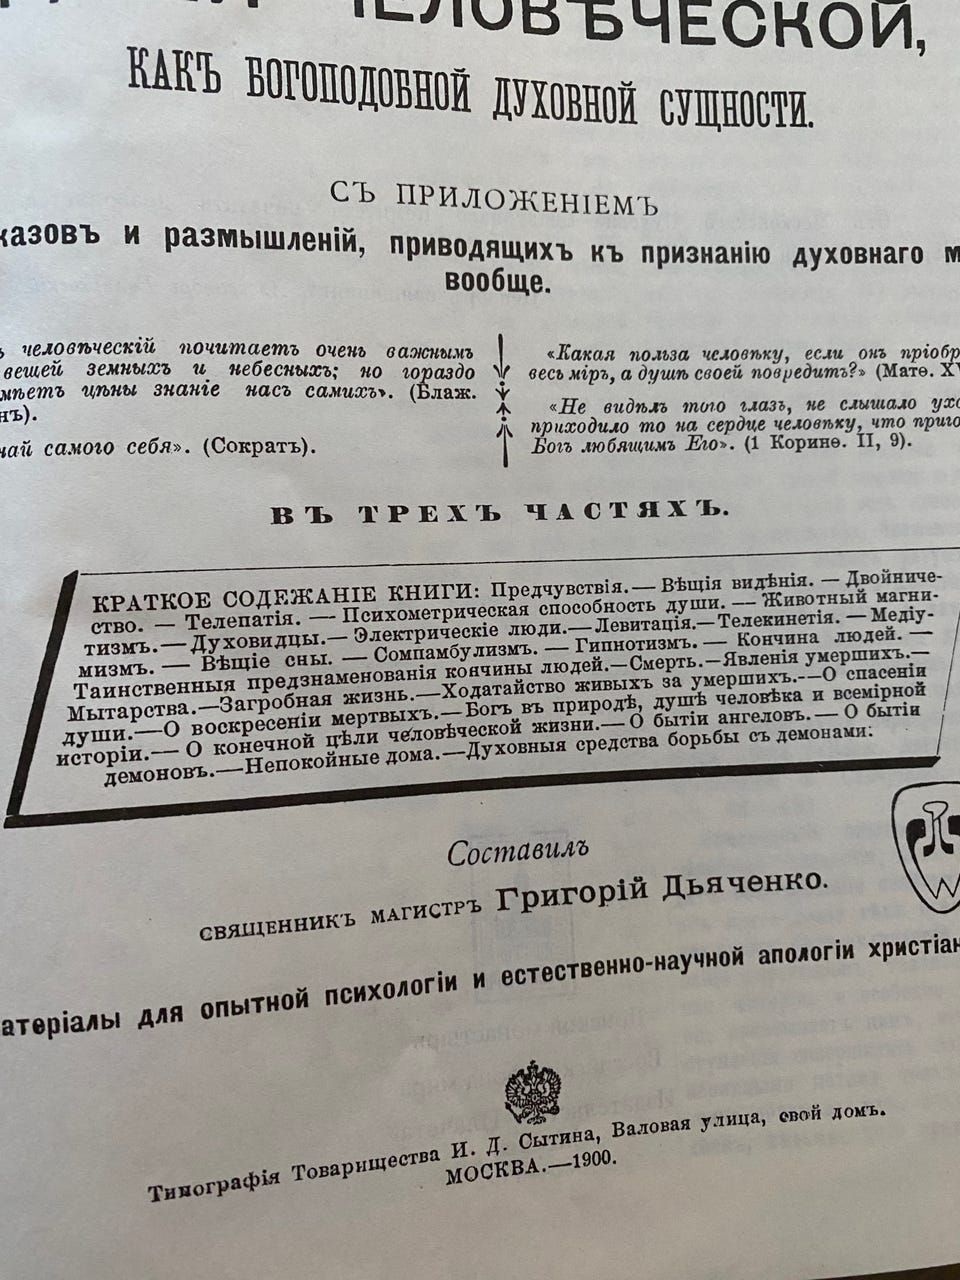 ЧЕЛОВѢЧЕСКОЙ,
КАКЪ БОГОПОДОБНОЙ ДУХОВНОЙ СУЩНОСТИ.
СЪ ПРИЛОЖЕНІЕМЪ
казовъ и размышленій, приводящихъ къ признанію духовнаго м
вообще.
ъ человѣческій почитаетъ очень важнымъ
вещей земныхъ и небесныхъ; но гораздо
мѣетъ цѣны знаніе насъ самихъ». (Блаж.
нъ).
най самого себя». (Сократъ).
«Какая польза человѣку, если онъ пріобр
весь міръ, а душѣ своей повредитъ?» (Матѳ. XV
«Не видѣлъ того глазъ, не слышало ухо
приходило то на сердце человѣку, что приго
Богъ любящимъ Его». (1 Коринѳ. II, 9).
ВЪ ТРЕХЪ ЧАСТЯХЪ.
КРАТКОЕ СОДЕЖАНІЕ КНИГИ: Предчувствія.—Вѣщія видѣнія. — Двойниче-
ство. — Телепатія. — Психометрическая способность души. — Животный магни-
тизмъ.—Духовидцы.— Электрическіе люди.—Левитація.—Телекинетія. — Медіу-
мизмъ. — Вѣщіе сны. — Сомпамбулизмъ. — Гипнотизмъ. — Кончина людей. —
Таинственныя предзнаменованія кончины людей.—Смерть.—Явленія умершихъ.—
Мытарства.—Загробная жизнь.—Ходатайство живыхъ за умершихъ.--О спасеніи
души.—О воскресеніи мертвыхъ.—Богъ въ природѣ, душѣ человѣка и всемірной
исторіи.— О конечной цѣли человѣческой жизни.—О бытіи ангеловъ.— О бытіи
демоновъ.—Непокойные дома.—Духовныя средства борьбы съ демонами:
Составилъ
СВЯЩЕННИКЪ МАГИСТРЪ Григорій Дьяченко.
атеріалы для опытной психологіи и естественно-научной апологіи христіан
Типографія Товарищества И. Д. Сытина, Валовая улица, свой домъ.
МОСКВА.—1900.